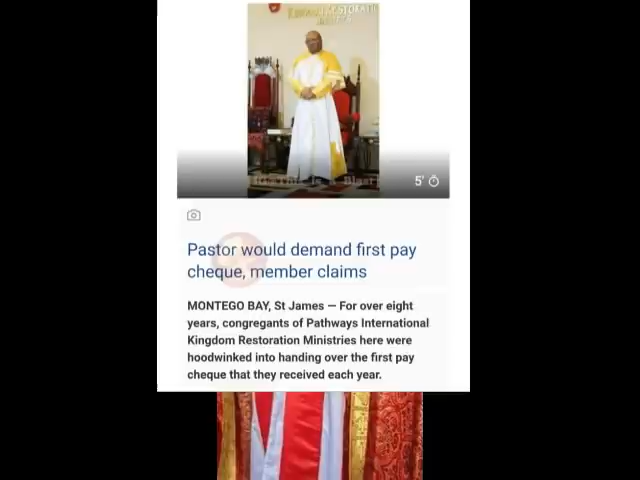 5'
Pastor would demand first pay
cheque, member claims
MONTEGO BAY, St James — For over eight
years, congregants of Pathways International
Kingdom Restoration Ministries here were
hoodwinked into handing over the first pay
cheque that they received each year.